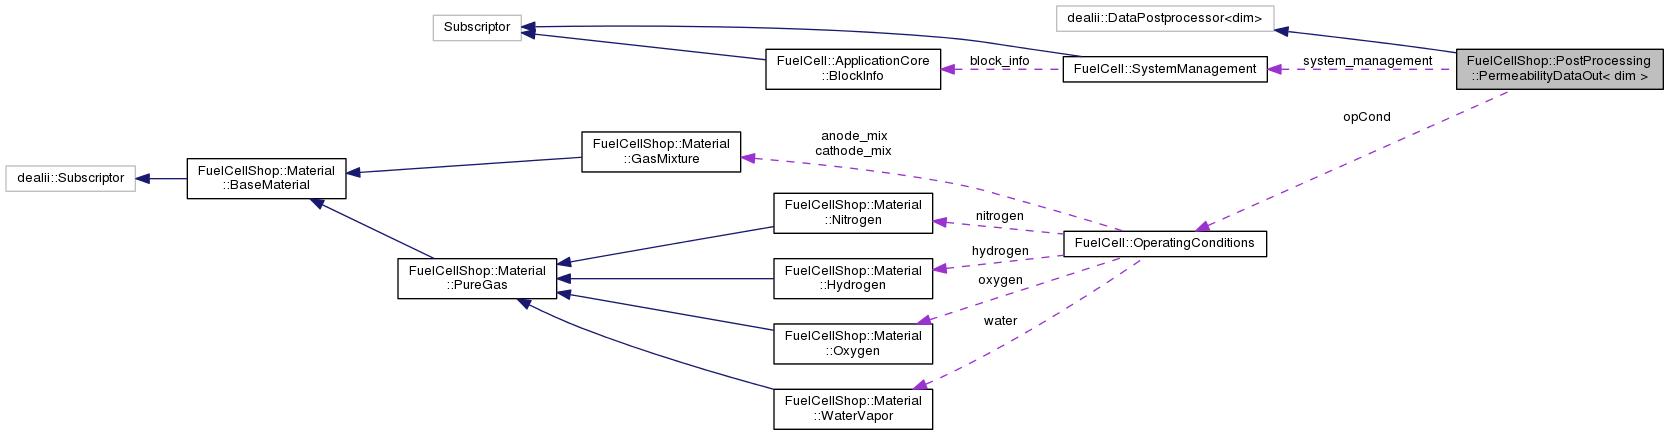 Subscriptor
dealii::DataPostprocessor<dim>
FuelCell::ApplicationCore
::BlockInfo
block_info
FuelCell::SystemManagement
system_management
FuelCellShop::PostProcessing
::PermeabilityDataOut< dim >
opCond
anode_mix
cathode_mix
FuelCellShop::Material
::GasMixture
dealii::Subscriptor
FuelCellShop::Material
::BaseMaterial
FuelCellShop::Material
::Nitrogen
nitrogen
FuelCell::OperatingConditions
hydrogen
FuelCellShop::Material
::PureGas
FuelCellShop::Material
::Hydrogen
oxygen
water
FuelCellShop::Material
::Oxygen
FuelCellShop::Material
::WaterVapor